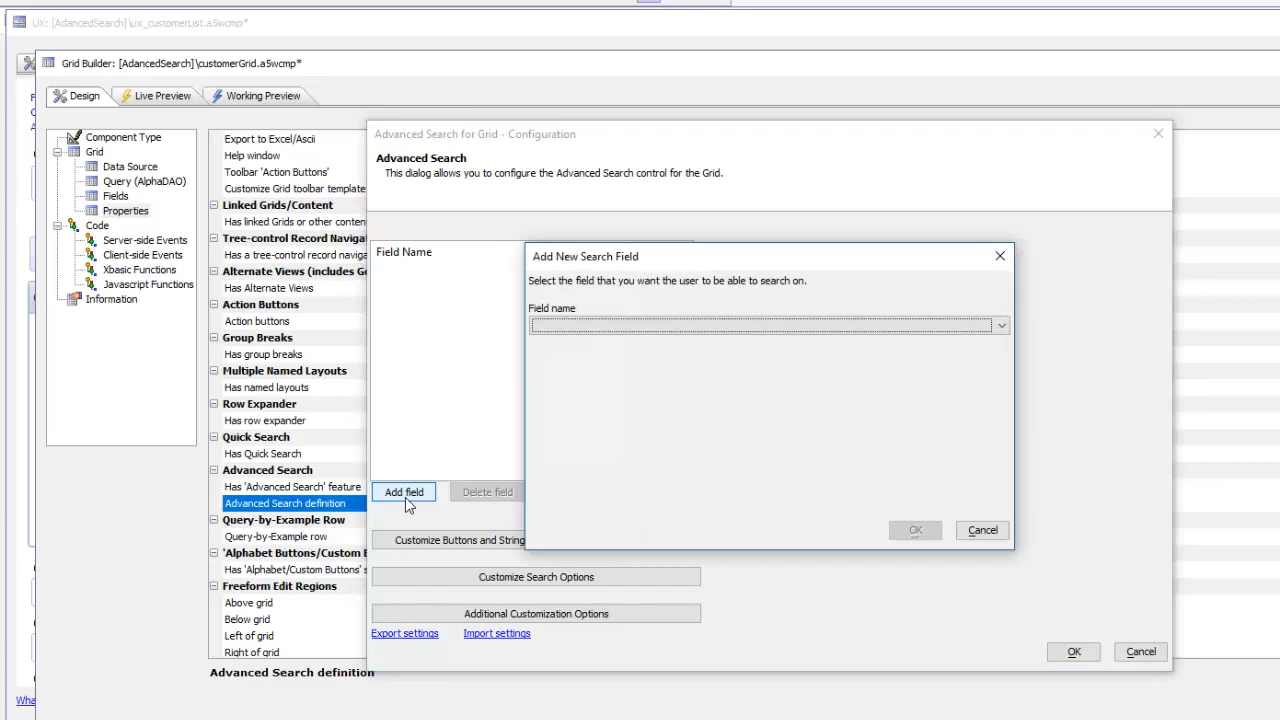 UX: [AdvancedSearch]\ux_customerList.a5wcmp*
Grid Builder: [AdancedSearch]\customerGrid.a5wcmp*
Design
Live Preview
Working Preview
Component Type
Grid
Data Source
Query (AlphaDAO)
Fields
Properties
Code
Server-side Events
Client-side Events
Xbasic Functions
Javascript Functions
Information
Export to Excel/Ascii
Help window
Toolbar 'Action Buttons'
Customize Grid toolbar template
Linked Grids/Content
Has linked Grids or other conten
Tree-control Record Naviga
Has a tree-control record naviga
Alternate Views (includes Go
Has Alternate Views
Action Buttons
Action buttons
Group Breaks
Has group breaks
Multiple Named Layouts
Has named layouts
Row Expander
Has row expander
Quick Search
Has Quick Search
Advanced Search
Has 'Advanced Search' feature
Advanced Search definition
Query-by-Example Row
Query-by-Example row
'Alphabet Buttons/Custom B
Has 'Alphabet/Custom Buttons' s
Freeform Edit Regions
Above grid
Below grid
Left of grid
Right of grid
Advanced Search definition
Advanced Search for Grid - Configuration
Advanced Search
This dialog allows you to configure the Advanced Search control for the Grid.
Field Name
Add field
Delete field
Customize Buttons and String
Customize Search Options
Additional Customization Options
Export settings
Import settings
OK
Cancel
Add New Search Field
Select the field that you want the user to be able to search on.
Field name
OK
Cancel
Wha